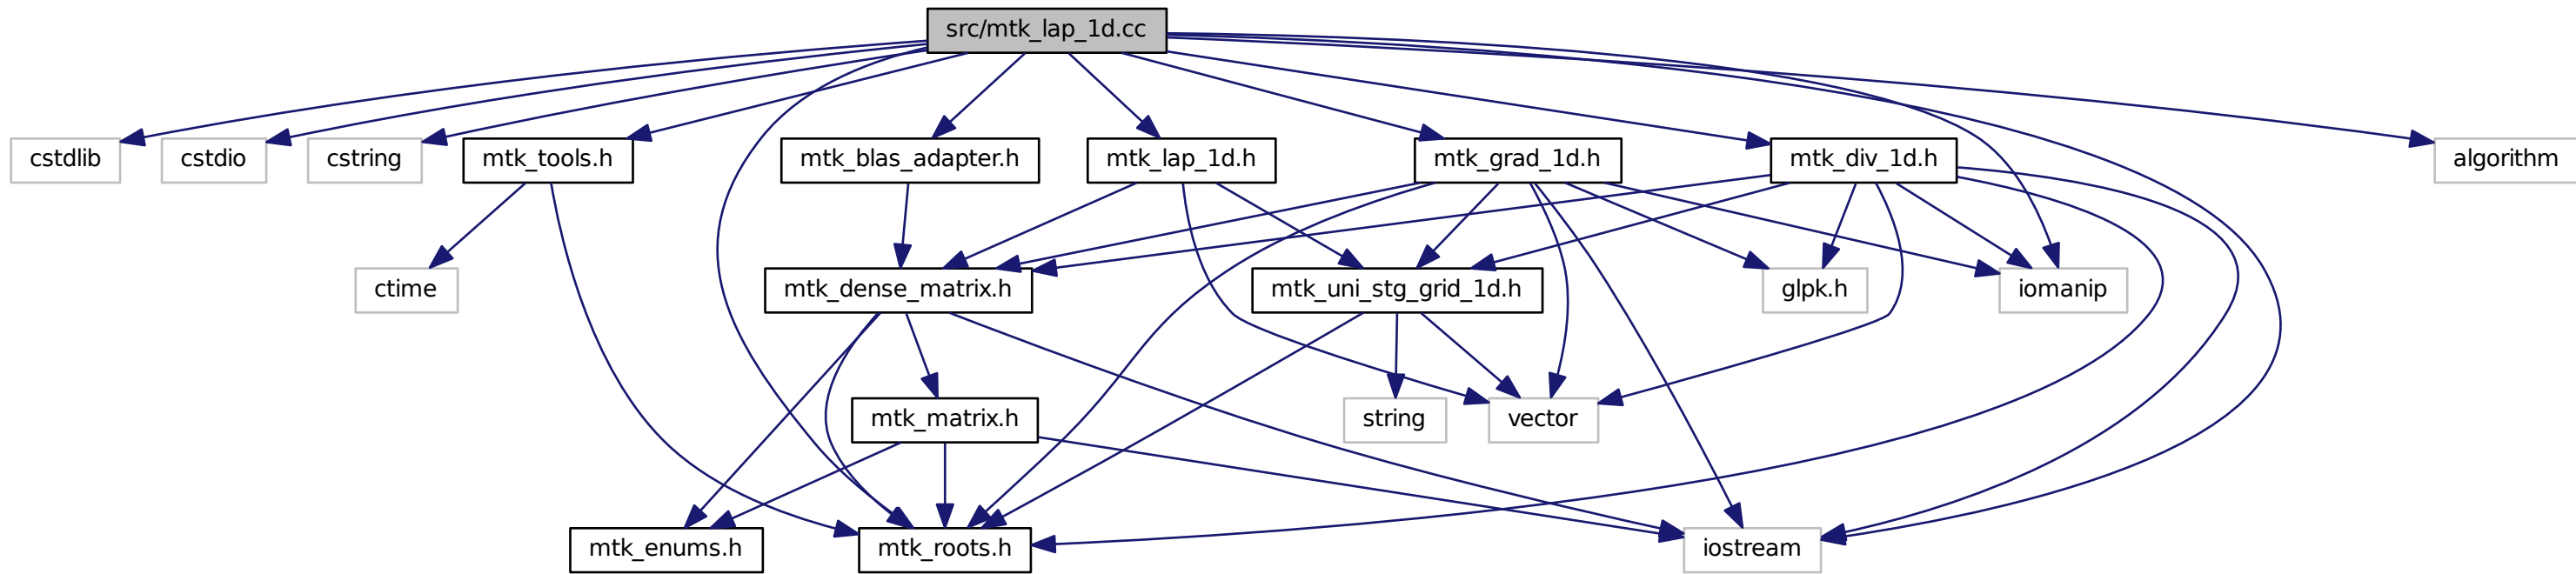 src/mtk_lap_1d.cc
cstdlib
cstdio
cstring
mtk_tools.h
mtk_blas_adapter.h
mtk_lap_1d.h
mtk_grad_1d.h
mtk_div_1d.h
algorithm
ctime
mtk_dense_matrix.h
mtk_uni_stg_grid_1d.h
glpk.h
iomanip
mtk_matrix.h
string
vector
mtk_enums.h
mtk_roots.h
iostream